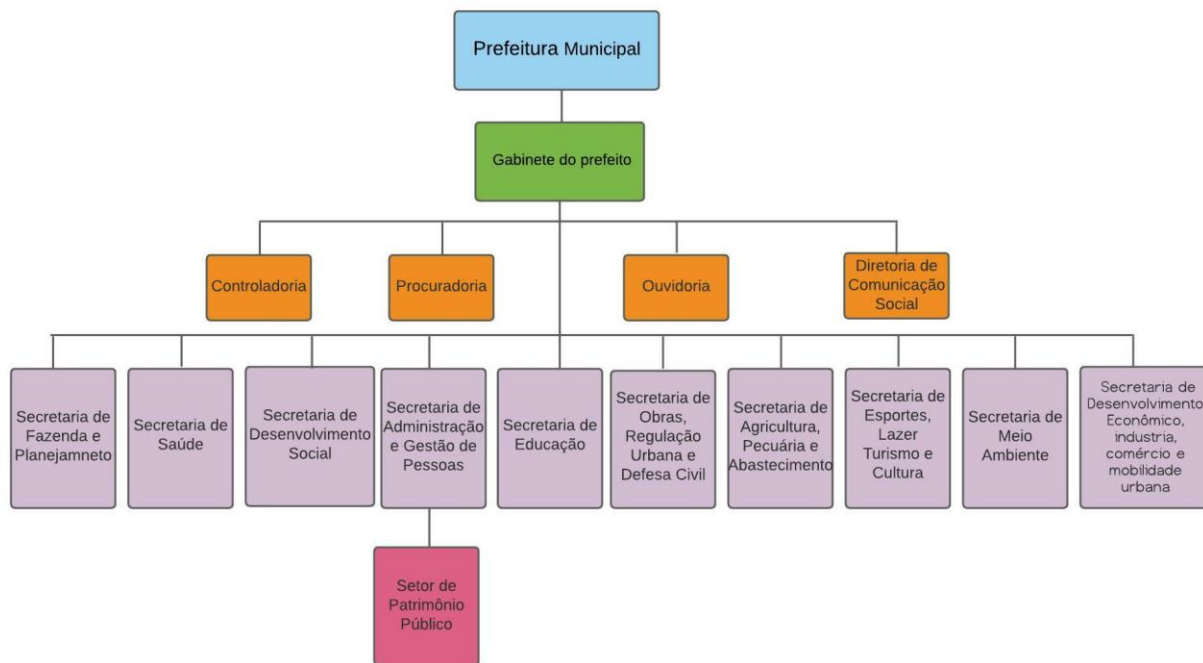 Prefeitura Municipal
Gabinete do prefeito
Controladoria
Procuradoria
Ouvidoria
Diretoria de
Comunicação
Social
Secretaria de
Fazenda e
Planejamneto
Secretaria de
Saúde
Secretaria de
Desenvolvimento
Social
Secretaria de
Administração
e Gestão de
Pessoas
Secretaria de
Educação
Secretaria de
Obras,
Regulação
Urbana e
Defesa Civil
Secretaria de
Agricultura,
Pecuária e
Abastecimento
Secretaria de
Esportes,
Lazer
Turismo e
Cultura
Secretaria de
Meio
Ambiente
Secretaria de
Desenvolvimento
Econômico,
industria,
comércio e
mobilidade
urbana
Setor de
Patrimônio
Público